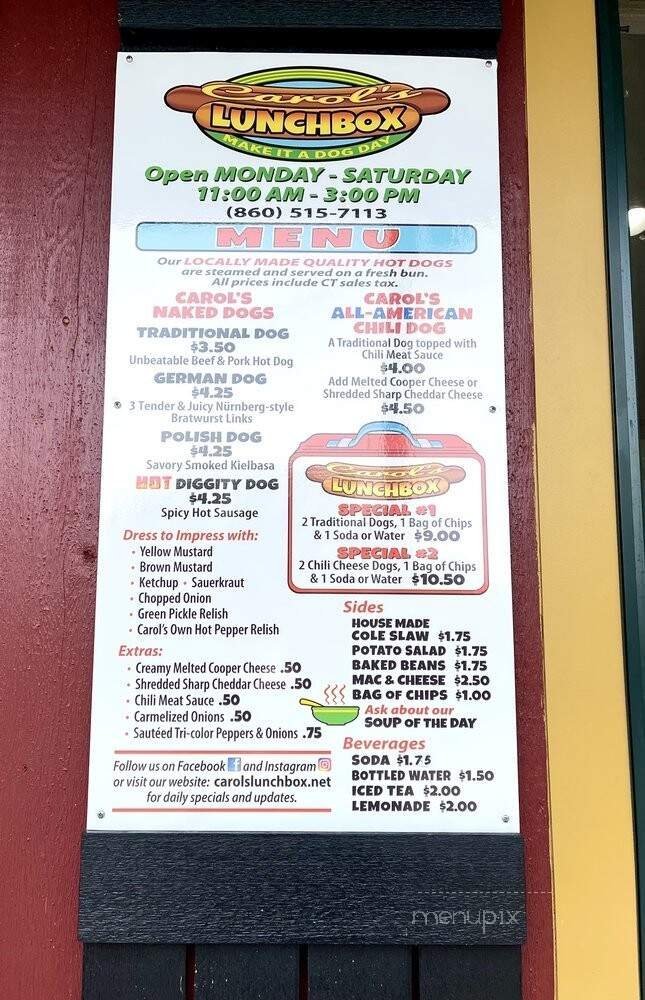 Carol's
LUNCHBOX
MAKE IT A DOG DAY
Open MONDAY - SATURDAY
11:00 AM - 3:00 PM
(860) 515-7113
MENU
Our LOCALLY MADE QUALITY HOT DOGS
are steamed and served on a fresh bun.
All prices include CT sales tax.
CAROL'S
NAKED DOGS
TRADITIONAL DOG
$3.50
Unbeatable Beef & Pork Hot Dog
GERMAN DOG
$4.25
3 Tender & Juicy Nürnberg-style
Bratwurst Links
POLISH DOG
$4.25
Savory Smoked Kielbasa
HOT DIGGITY DOG
$4.25
Spicy Hot Sausage
Dress to Impress with:
• Yellow Mustard
• Brown Mustard
• Ketchup • Sauerkraut
• Chopped Onion
• Green Pickle Relish
• Carol's Own Hot Pepper Relish
Extras:
• Creamy Melted Cooper Cheese .50
• Shredded Sharp Cheddar Cheese .50
• Chili Meat Sauce .50
• Carmelized Onions .50
• Sautéed Tri-color Peppers & Onions .75
Follow us on Facebook f and Instagram
or visit our website: carolslunchbox.net
for daily specials and updates.
CAROL'S
ALL-AMERICAN
CHILI DOG
A Traditional Dog topped with
Chili Meat Sauce
$4.00
Add Melted Cooper Cheese or
Shredded Sharp Cheddar Cheese
$4.50
Carol's
LUNCHBOX
SPECIAL #1
2 Traditional Dogs, 1 Bag of Chips
& 1 Soda or Water $9.00
SPECIAL #2
2 Chili Cheese Dogs, 1 Bag of Chips
& 1 Soda or Water $10.50
Sides
HOUSE MADE
COLE SLAW $1.75
POTATO SALAD $1.75
BAKED BEANS $1.75
MAC & CHEESE $2.50
BAG OF CHIPS $1.00
Ask about our
SOUP OF THE DAY
Beverages
SODA $1.75
BOTTLED WATER $1.50
ICED TEA $2.00
LEMONADE $2.00
menupix